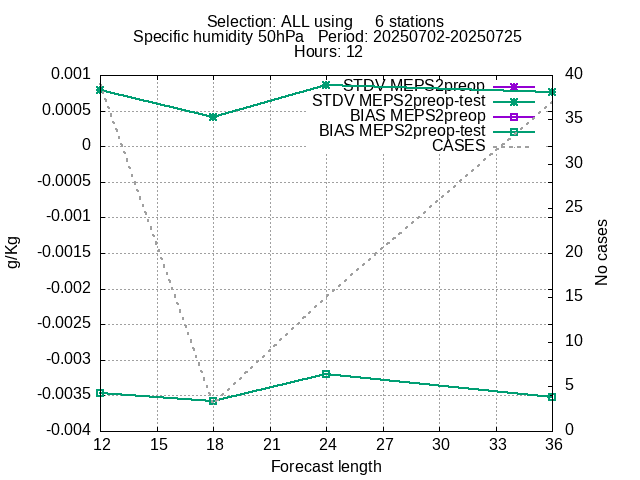 Selection: ALL using     6 stations
Specific humidity 50hPa   Period: 20250702-20250725
Hours: 12
0.001
0.0005
0
-0.0005
-0.001
-0.0015
-0.002
-0.0025
-0.003
-0.0035
-0.004
g/Kg
STDV MEPS2preop
STDV MEPS2preop-test
BIAS MEPS2preop
BIAS MEPS2preop-test
CASES
40
35
30
25
20
15
10
5
0
No cases
12 15 18 21 24 27 30 33 36
Forecast length